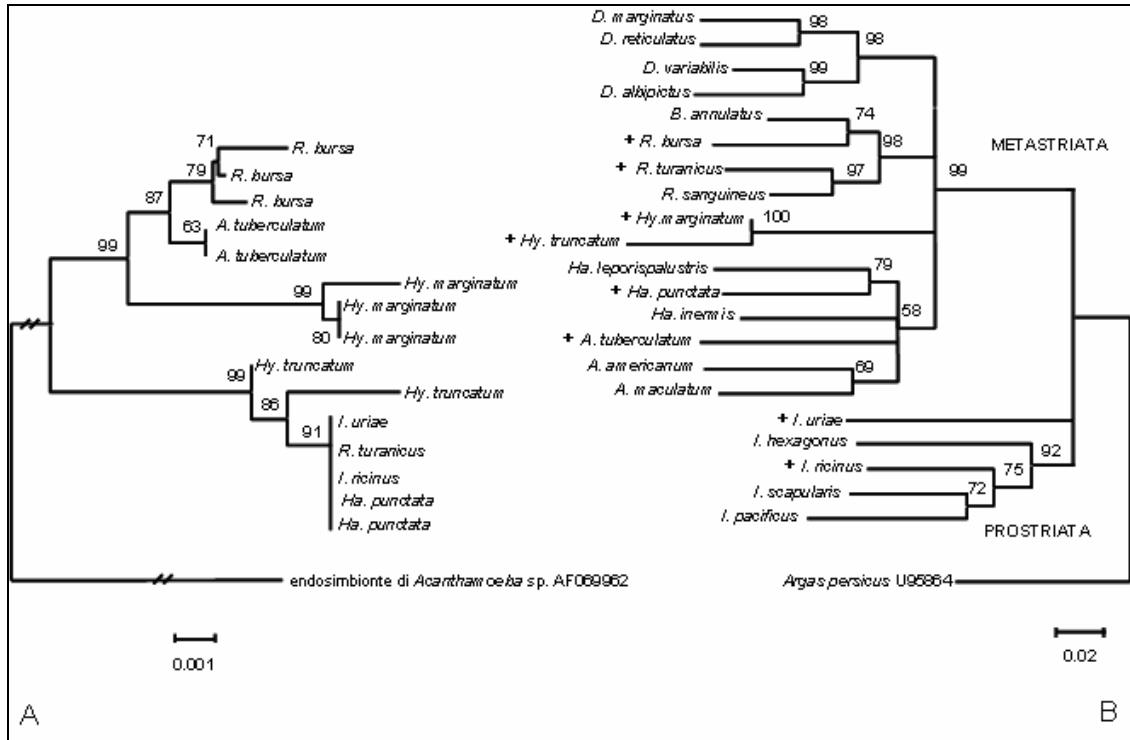 71
R. bursa
79
R. bursa
87
R. bursa
63
A. tuberculatum
A. tuberculatum
99
99
Hy. marginatum
Hy. marginatum
80
Hy. marginatum
99
Hy. truncatum
86
Hy. truncatum
91
I. uriae
R. turanicus
I. ricinus
Ha. punctata
Ha. punctata
endosimbionte di Acanthamoeba sp. AF069962
0.001
A
D. marginatus
98
D. reticulatus
98
D. variabilis
99
D. albipictus
B. annulatus
74
+ R. bursa
98
METASTRIATA
+ R. turanicus
97
99
R. sanguineus
+ Hy. marginatum
100
+ Hy. truncatum
Ha. leporispalustris
79
+ Ha. punctata
Ha. inermis
58
+ A. tuberculatum
A. americanum
69
A. maculatum
+ I. uriae
I. hexagonus
92
+ I. ricinus
75
I. scapularis
72
I. pacificus
PROSTRIATA
Argas persicus U95864
0.02
B